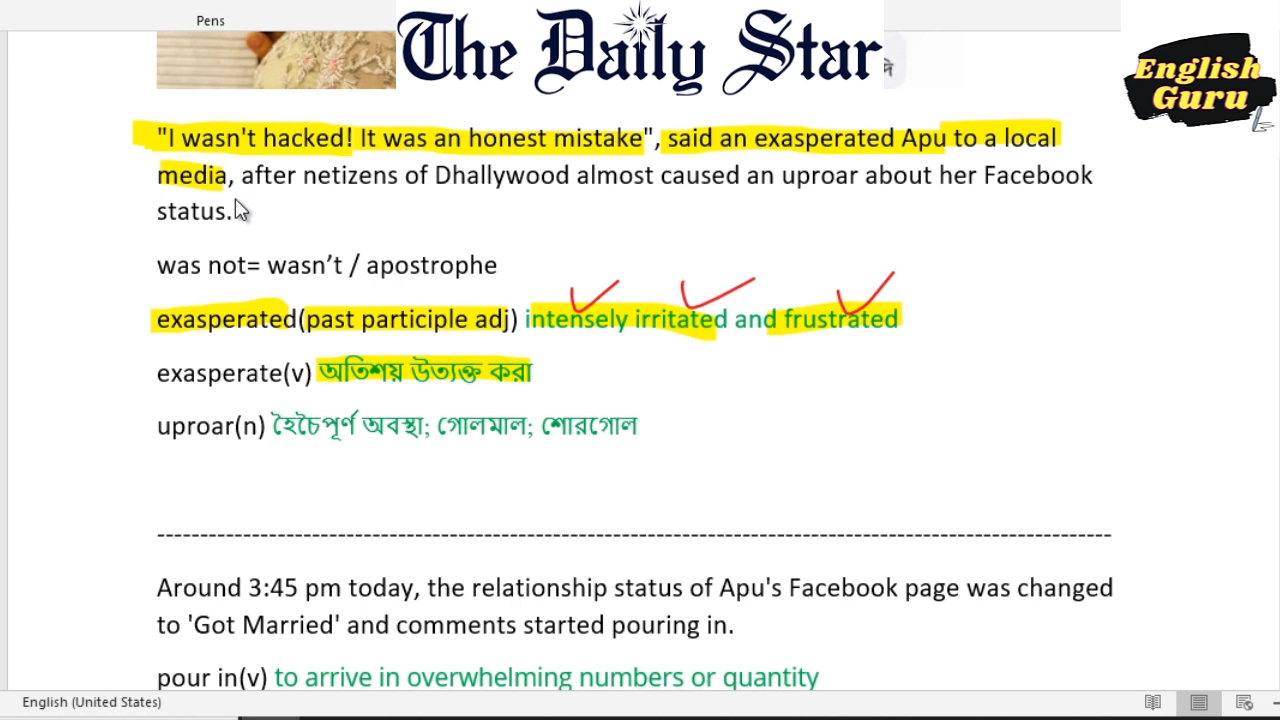 Pens
The Daily Star
English
Guru
"I wasn't hacked! It was an honest mistake", said an exasperated Apu to a local
media, after netizens of Dhallywood almost caused an uproar about her Facebook
status.
was not= wasn’t / apostrophe
exasperated(past participle adj) intensely irritated and frustrated
exasperate(v) অতিশয় উত্যক্ত করা
uproar(n) হৈচৈপূর্ণ অবস্থা; গোলমাল; শোরগোল
--------------------------------------------------------------------------------------------------------------
Around 3:45 pm today, the relationship status of Apu's Facebook page was changed
to 'Got Married' and comments started pouring in.
pour in(v) to arrive in overwhelming numbers or quantity
English (United States)